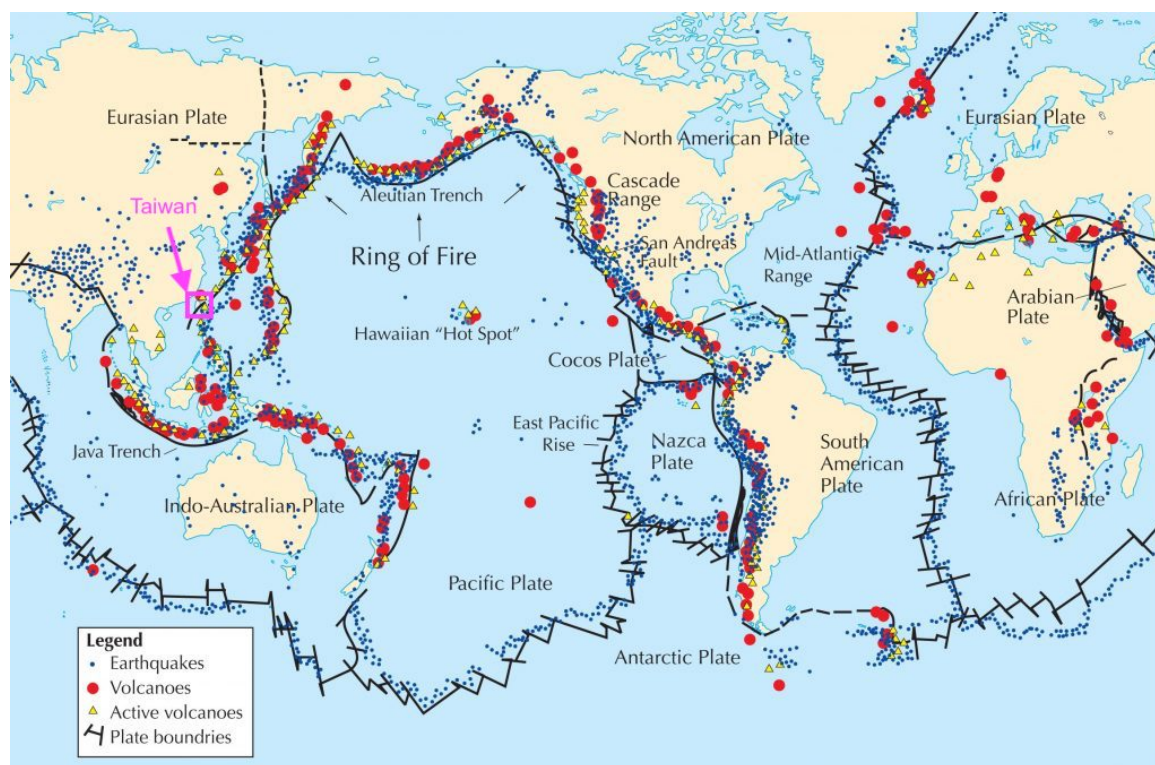 Eurasian Plate
North American Plate
Eurasian Plate
Aleutian Trench
Cascade
Range
Taiwan
San Andreas
Fault
Mid-Atlantic
Range
Ring of Fire
Arabian
Plate
Hawaiian “Hot Spot”
Cocos Plate
East Pacific
Rise
Nazca
Plate
South
American
Plate
Java Trench
Indo-Australian Plate
African Plate
Pacific Plate
Antarctic Plate
Legend
Earthquakes
Volcanoes
Active volcanoes
Plate boundries